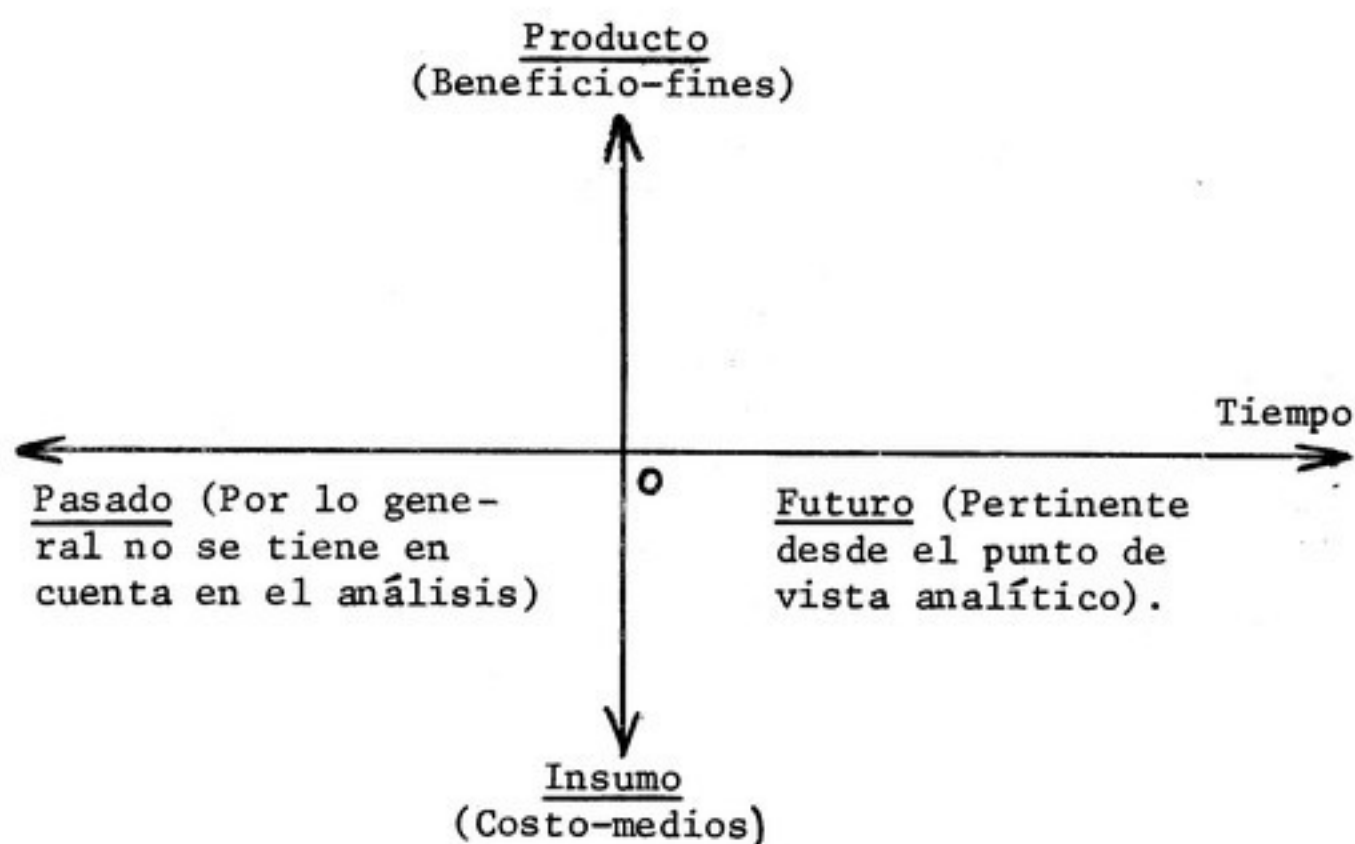 Producto
(Beneficio-fines)
Tiempo
O
Pasado (Por lo gene-
ral no se tiene en
cuenta en el análisis)
Futuro (Pertinente
desde el punto de
vista analítico).
Insumo
(Costo-medios)